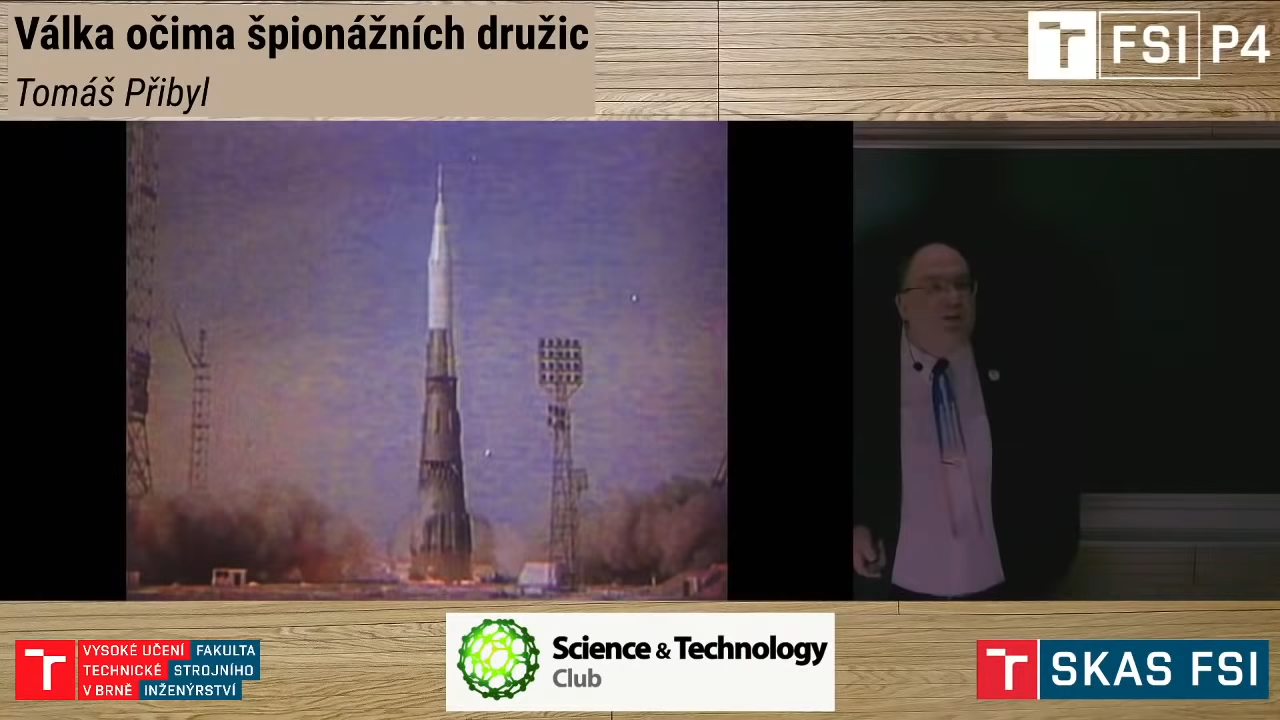 Válka očima špionážních družic
Tomáš Přibyl
FSI P4
VYSOKÉ UČENÍ FAKULTA
TECHNICKÉ STROJNÍHO
V BRNĚ INŽENÝRSTVÍ
Science & Technology
Club
SKAS FSI